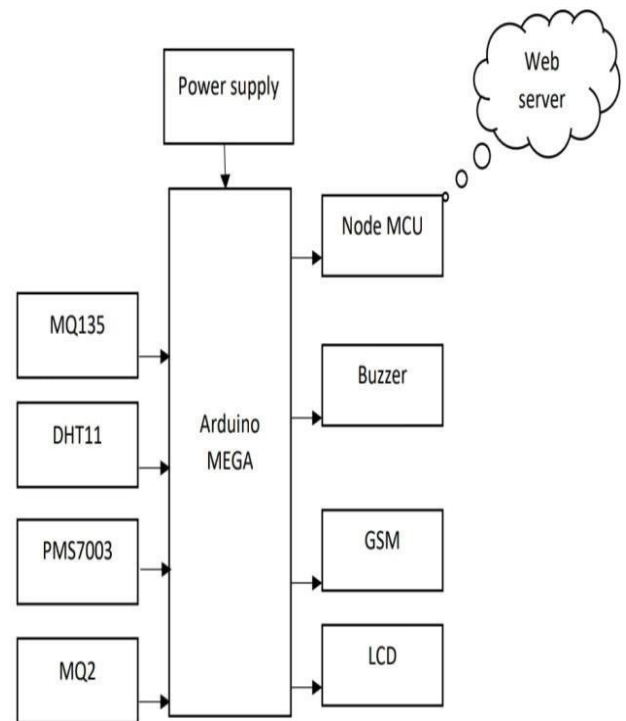 Web
server
Power supply
Node MCU
MQ135
Buzzer
DHT11
Arduino
MEGA
PMS7003
GSM
MQ2
LCD